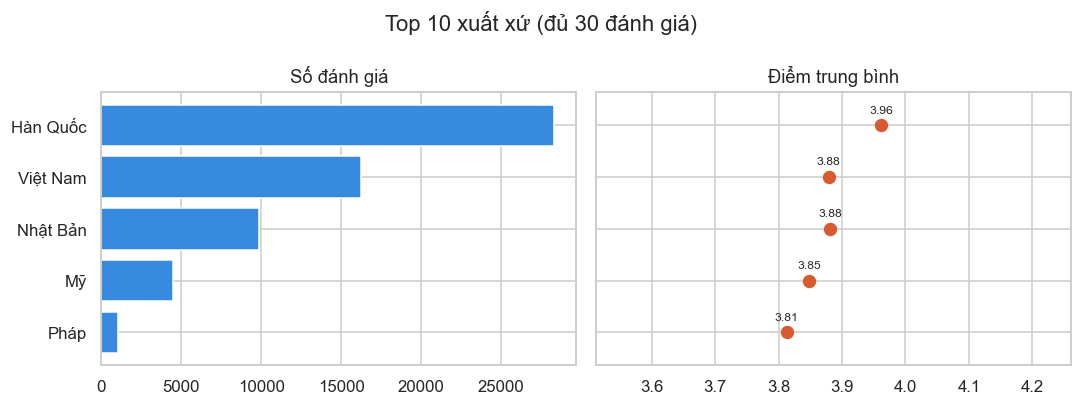 Top 10 xuất xứ (đủ 30 đánh giá)
Số đánh giá
Hàn Quốc
Việt Nam
Nhật Bản
Mỹ
Pháp
0 5000 10000 15000 20000 25000
Điểm trung bình
3.96
3.88
3.88
3.85
3.81
3.6 3.7 3.8 3.9 4.0 4.1 4.2